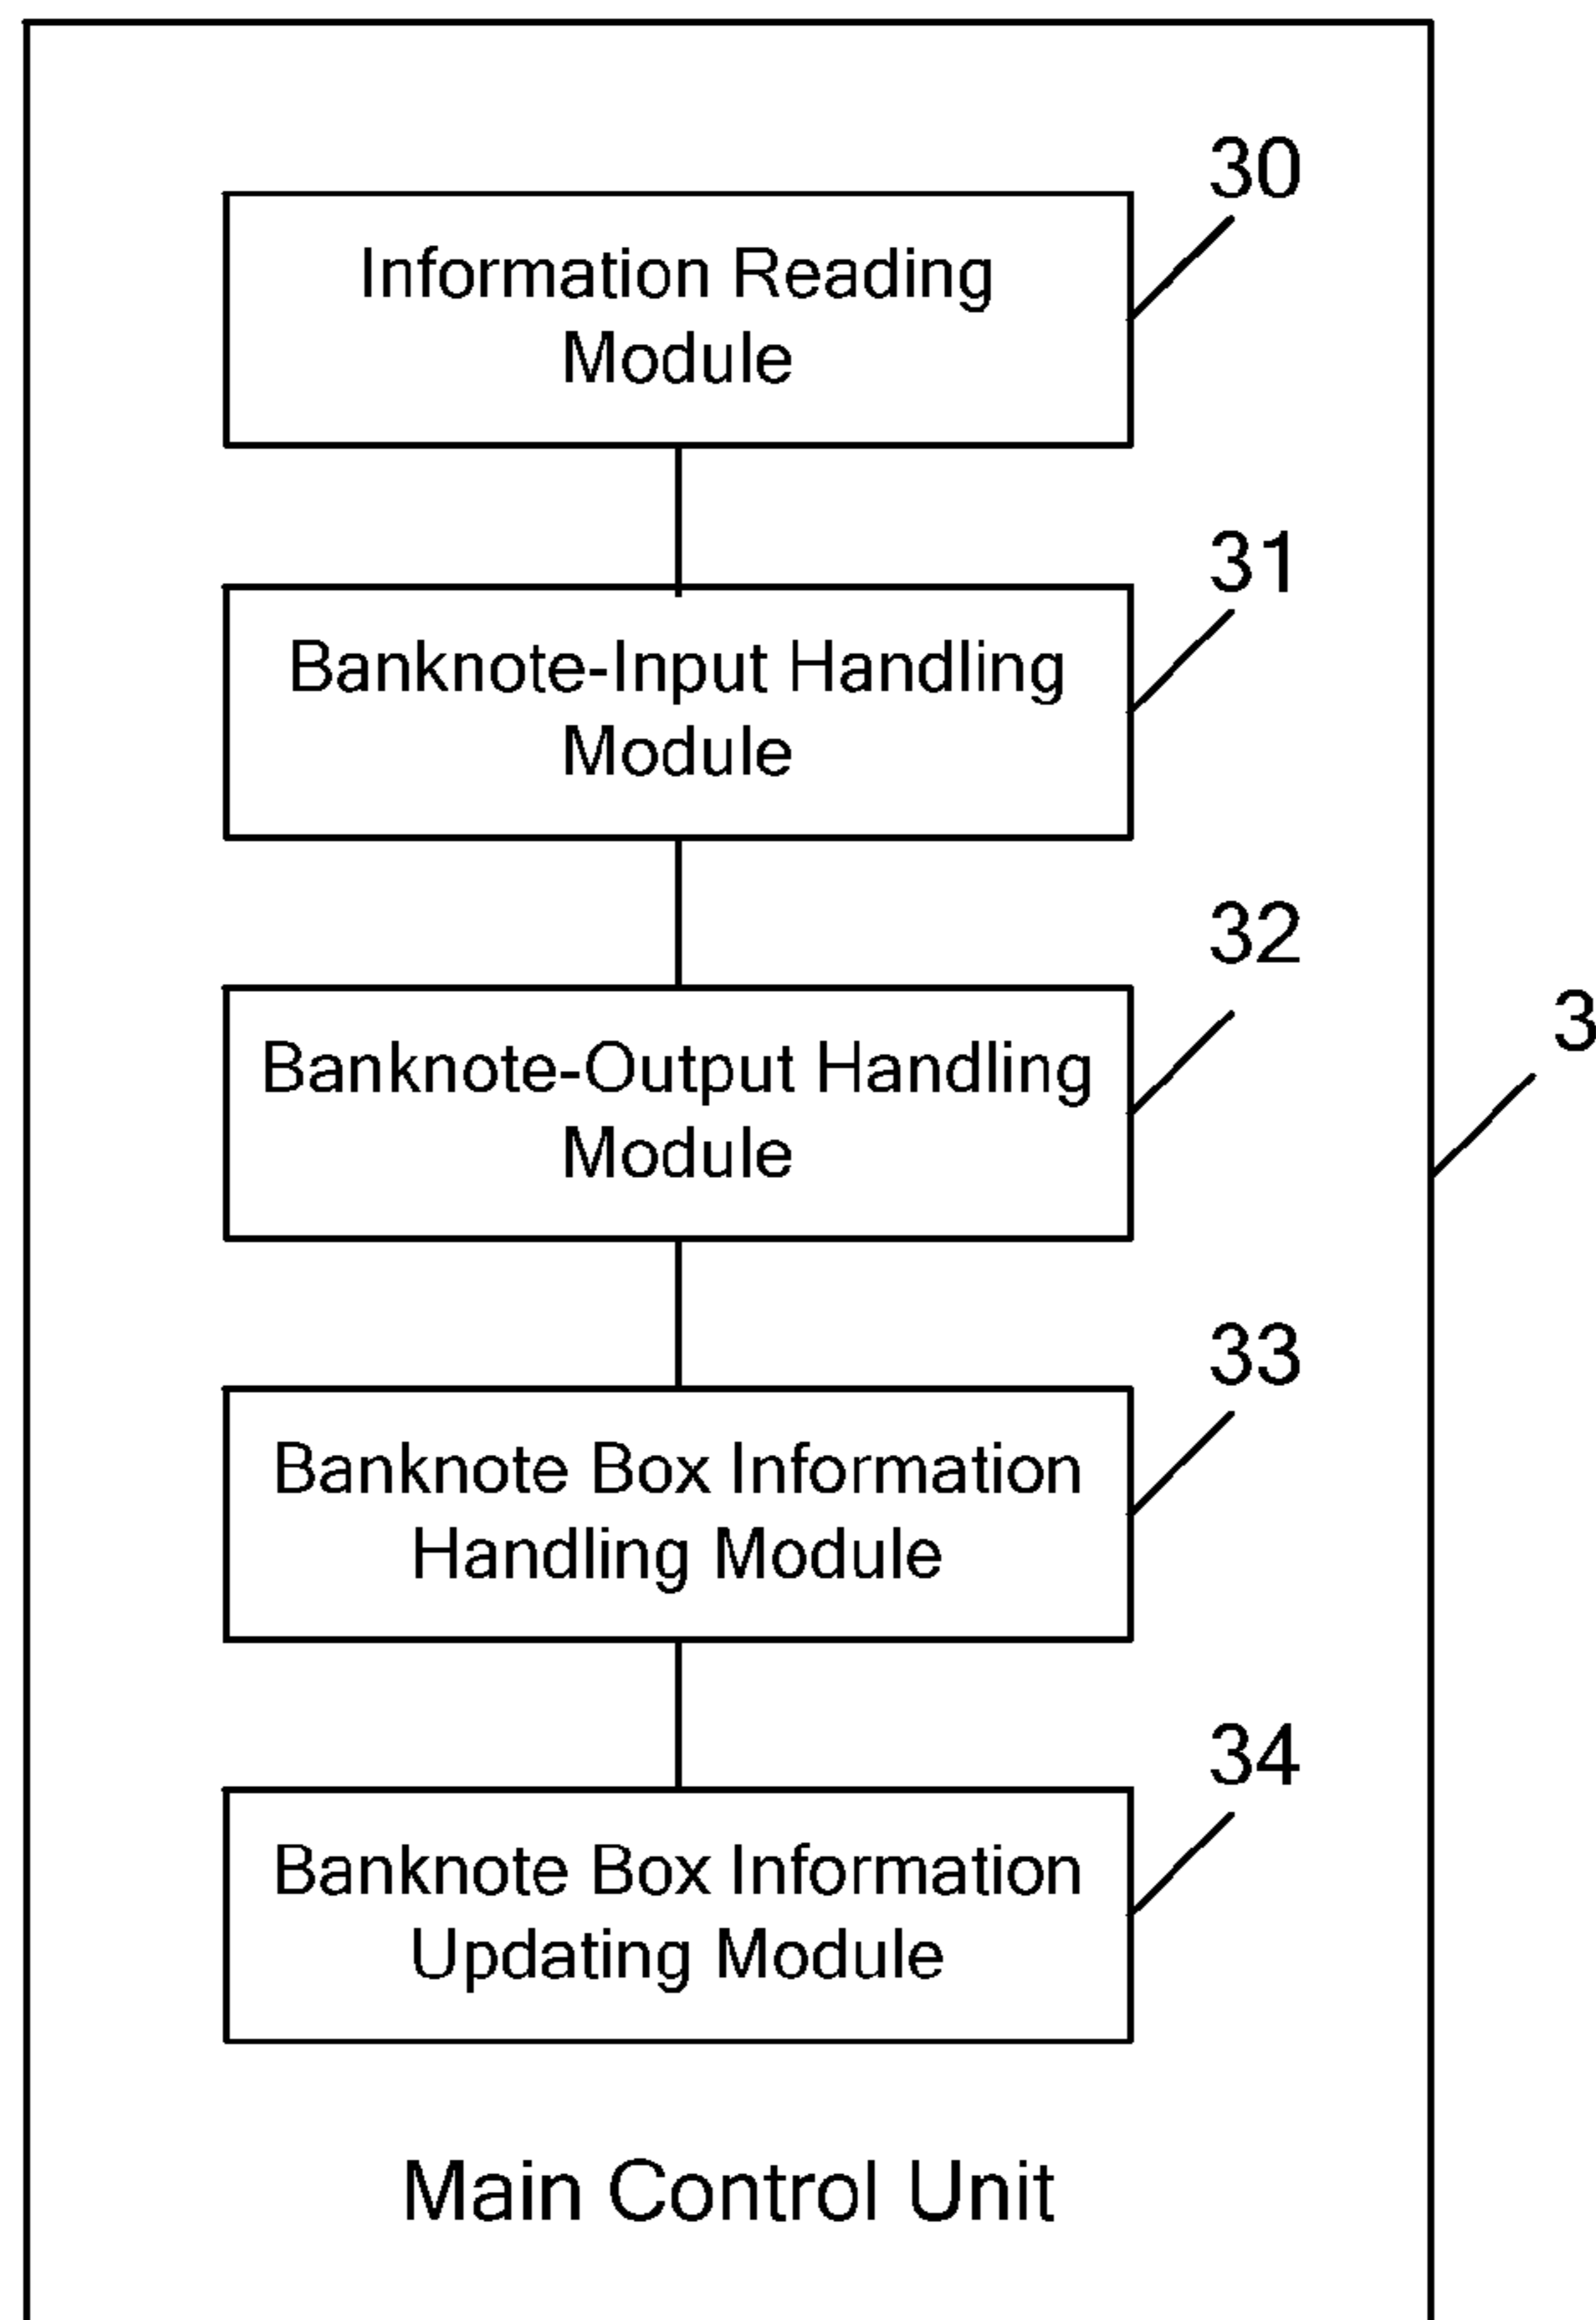 30
Information Reading
Module
31
Banknote-Input Handling
Module
32
Banknote-Output Handling
Module
3
33
Banknote Box Information
Handling Module
34
Banknote Box Information
Updating Module
Main Control Unit